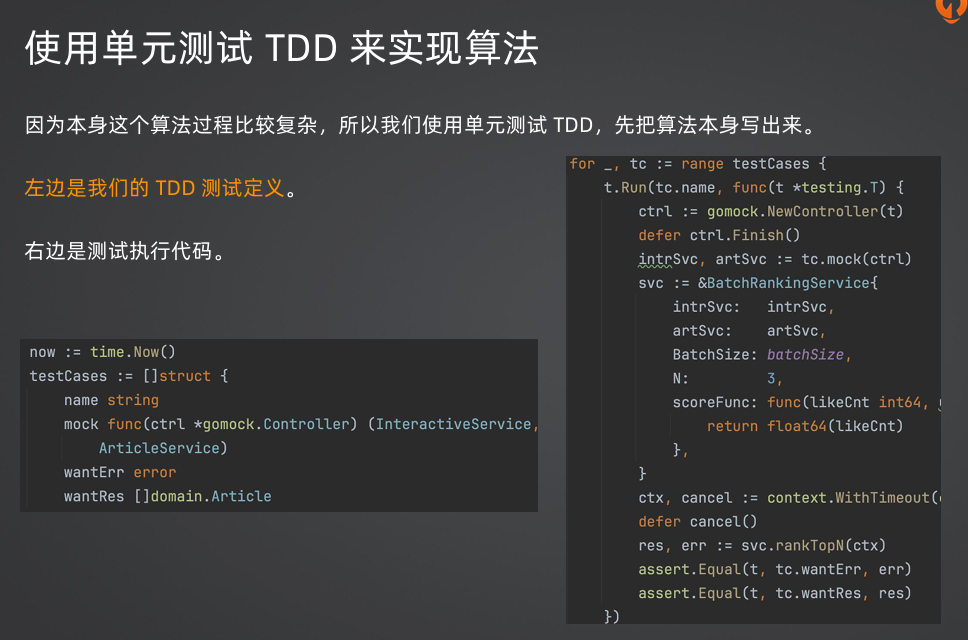 使用单元测试 TDD 来实现算法
因为本身这个算法过程比较复杂，所以我们使用单元测试 TDD，先把算法本身写出来。
左边是我们的 TDD 测试定义。
右边是测试执行代码。
now := time.Now()
testCases := []struct {
name string
mock func(ctrl *gomock.Controller) (InteractiveService,
ArticleService)
wantErr error
wantRes []domain.Article
for _, tc := range testCases {
t.Run(tc.name, func(t *testing.T) {
ctrl := gomock.NewController(t)
defer ctrl.Finish()
intrSvc, artSvc := tc.mock(ctrl)
svc := &BatchRankingService{
intrSvc: intrSvc,
artSvc: artSvc,
BatchSize: batchSize,
N: 3,
scoreFunc: func(likeCnt int64,
return float64(likeCnt)
},
}
ctx, cancel := context.WithTimeout(
defer cancel()
res, err := svc.rankTopN(ctx)
assert.Equal(t, tc.wantErr, err)
assert.Equal(t, tc.wantRes, res)
})